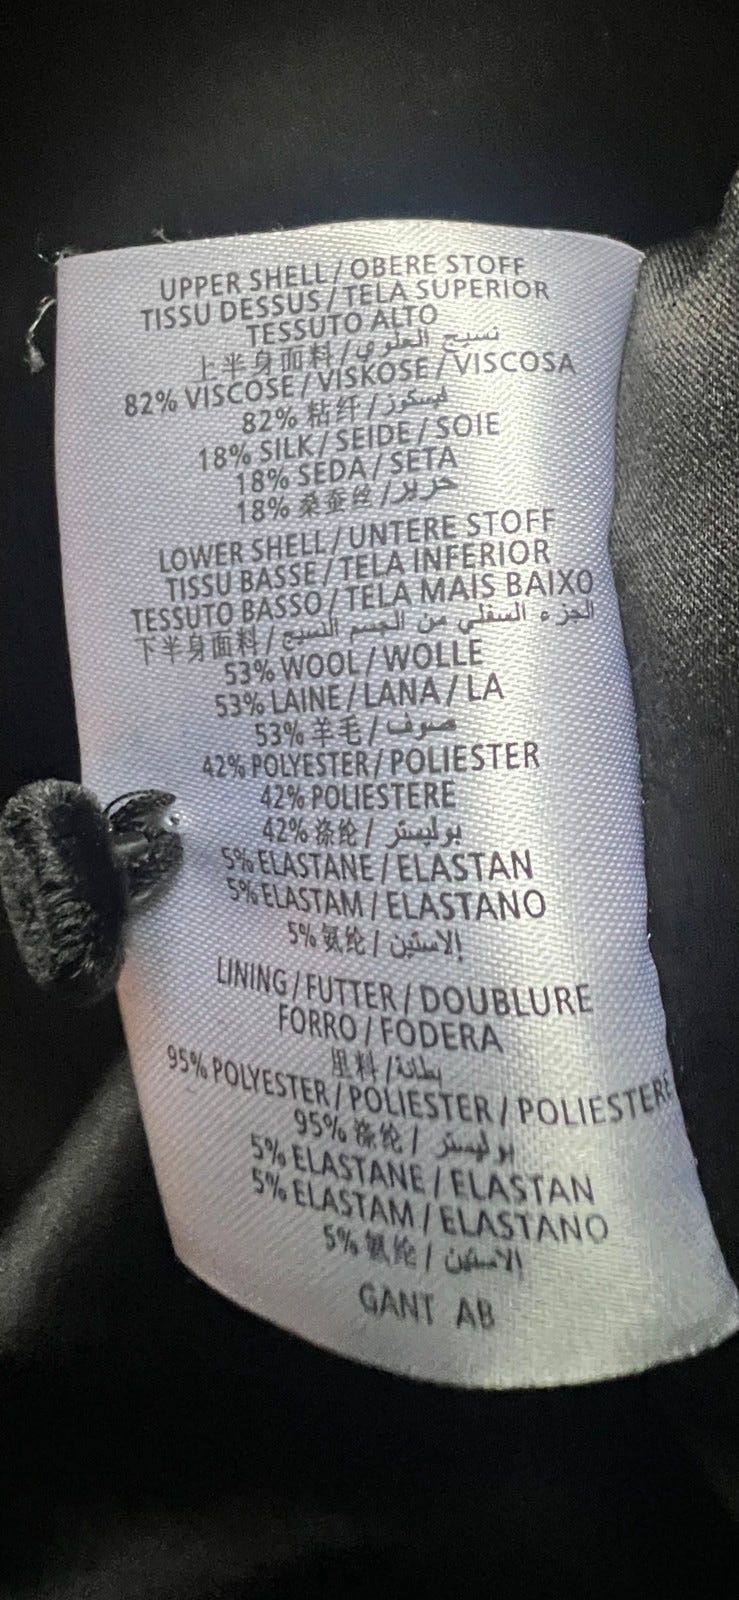 UPPER SHELL / OBERE STOFF
TISSU DESSUS / TELA SUPERIOR
TESSUTO ALTO
上半身面料 / نسيج العلوي
82% VISCOSE / VISKOSE / VISCOSA
82% 粘纤 / فيسكوز
18% SILK / SEIDE / SOIE
18% SEDA / SETA
18% 桑蚕丝 / حرير
LOWER SHELL / UNTERE STOFF
TISSU BASSE / TELA INFERIOR
TESSUTO BASSO / TELA MAIS BAIXO
下半身面料 / الجزء السفلي من الجسم النسيج
53% WOOL / WOLLE
53% LAINE / LANA / LA
53% 羊毛 / صوف
42% POLYESTER / POLIESTER
42% POLIESTERE
42% 涤纶 / بوليستر
5% ELASTANE / ELASTAN
5% ELASTAM / ELASTANO
5% 氨纶 / الاستين
LINING / FUTTER / DOUBLURE
FORRO / FODERA
里料 / بطانة
95% POLYESTER / POLIESTER / POLIESTERE
95% 涤纶 / بوليستر
5% ELASTANE / ELASTAN
5% ELASTAM / ELASTANO
5% 氨纶 / الاستين
GANT AB